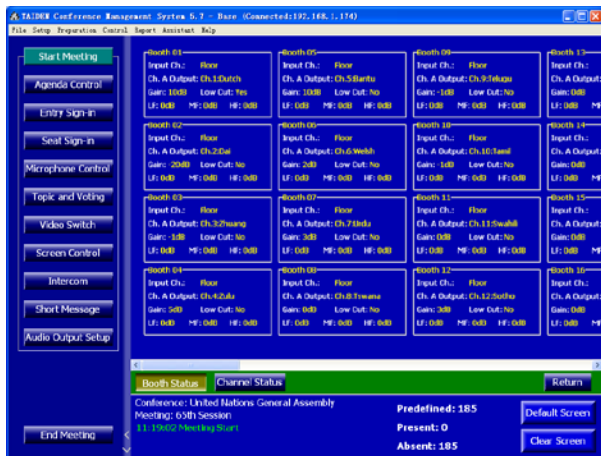 TAIDEN Conference Management System 5.7 - Base (Connected:192.168.1.174)
File Setup Preparation Control Report Assistant Help
Start Meeting
Agenda Control
Entry Sign-in
Seat Sign-in
Microphone Control
Topic and Voting
Video Switch
Screen Control
Intercom
Short Message
Audio Output Setup
End Meeting
Booth 01
Input Ch.: Floor
Ch. A Output: Ch.1:Dutch
Gain: 10dB Low Cut: Yes
LF: 0dB MF: 0dB HF: 0dB
Booth 05
Input Ch.: Floor
Ch. A Output: Ch.5:Bantu
Gain: 10dB Low Cut: No
LF: 0dB MF: 0dB HF: 0dB
Booth 09
Input Ch.: Floor
Ch. A Output: Ch.9:Telugu
Gain: -1dB Low Cut: No
LF: 0dB MF: 0dB HF: 0dB
Booth 13
Input Ch.: Floor
Ch. A Output:
Gain: 0dB
LF: 0dB M
Booth 02
Input Ch.: Floor
Ch. A Output: Ch.2:Dai
Gain: -20dB Low Cut: No
LF: 0dB MF: 0dB HF: 0dB
Booth 06
Input Ch.: Floor
Ch. A Output: Ch.6:Welsh
Gain: 2dB Low Cut: No
LF: 0dB MF: 0dB HF: 0dB
Booth 10
Input Ch.: Floor
Ch. A Output: Ch.10:Tamil
Gain: -1dB Low Cut: No
LF: 0dB MF: 0dB HF: 0dB
Booth 14
Input Ch.: Floor
Ch. A Output:
Gain: 0dB
LF: 0dB M
Booth 03
Input Ch.: Floor
Ch. A Output: Ch.3:Zhuang
Gain: -1dB Low Cut: No
LF: 0dB MF: 0dB HF: 0dB
Booth 07
Input Ch.: Floor
Ch. A Output: Ch.7:Urdu
Gain: 3dB Low Cut: No
LF: 0dB MF: 0dB HF: 0dB
Booth 11
Input Ch.: Floor
Ch. A Output: Ch.11:Swahili
Gain: 0dB Low Cut: No
LF: 0dB MF: 0dB HF: 0dB
Booth 15
Input Ch.: Floor
Ch. A Output:
Gain: 0dB
LF: 0dB M
Booth 04
Input Ch.: Floor
Ch. A Output: Ch.4:Zulu
Gain: 5dB Low Cut: No
LF: 0dB MF: 0dB HF: 0dB
Booth 08
Input Ch.: Floor
Ch. A Output: Ch.8:Tswana
Gain: 0dB Low Cut: No
LF: 0dB MF: 0dB HF: 0dB
Booth 12
Input Ch.: Floor
Ch. A Output: Ch.12:Sotho
Gain: 3dB Low Cut: No
LF: 0dB MF: 0dB HF: 0dB
Booth 16
Input Ch.: Floor
Ch. A Output:
Gain: 0dB
LF: 0dB M
Booth Status Channel Status Return
Conference: United Nations General Assembly
Meeting: 65th Session
11:19:02 Meeting Start
Predefined: 185
Present: 0
Absent: 185
Default Screen
Clear Screen